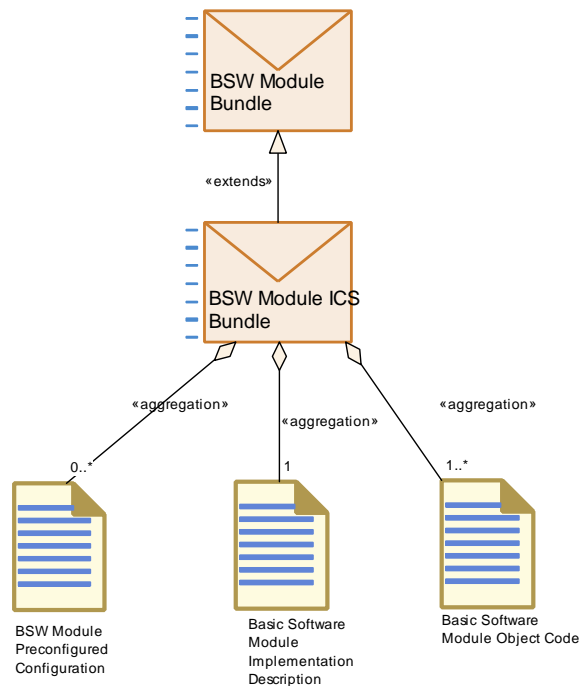 BSW Module
Bundle
«extends»
BSW Module ICS
Bundle
«aggregation»
«aggregation»
«aggregation»
0..*
1
1..*
BSW Module
Preconfigured
Configuration
Basic Software
Module
Implementation
Description
Basic Software
Module Object Code